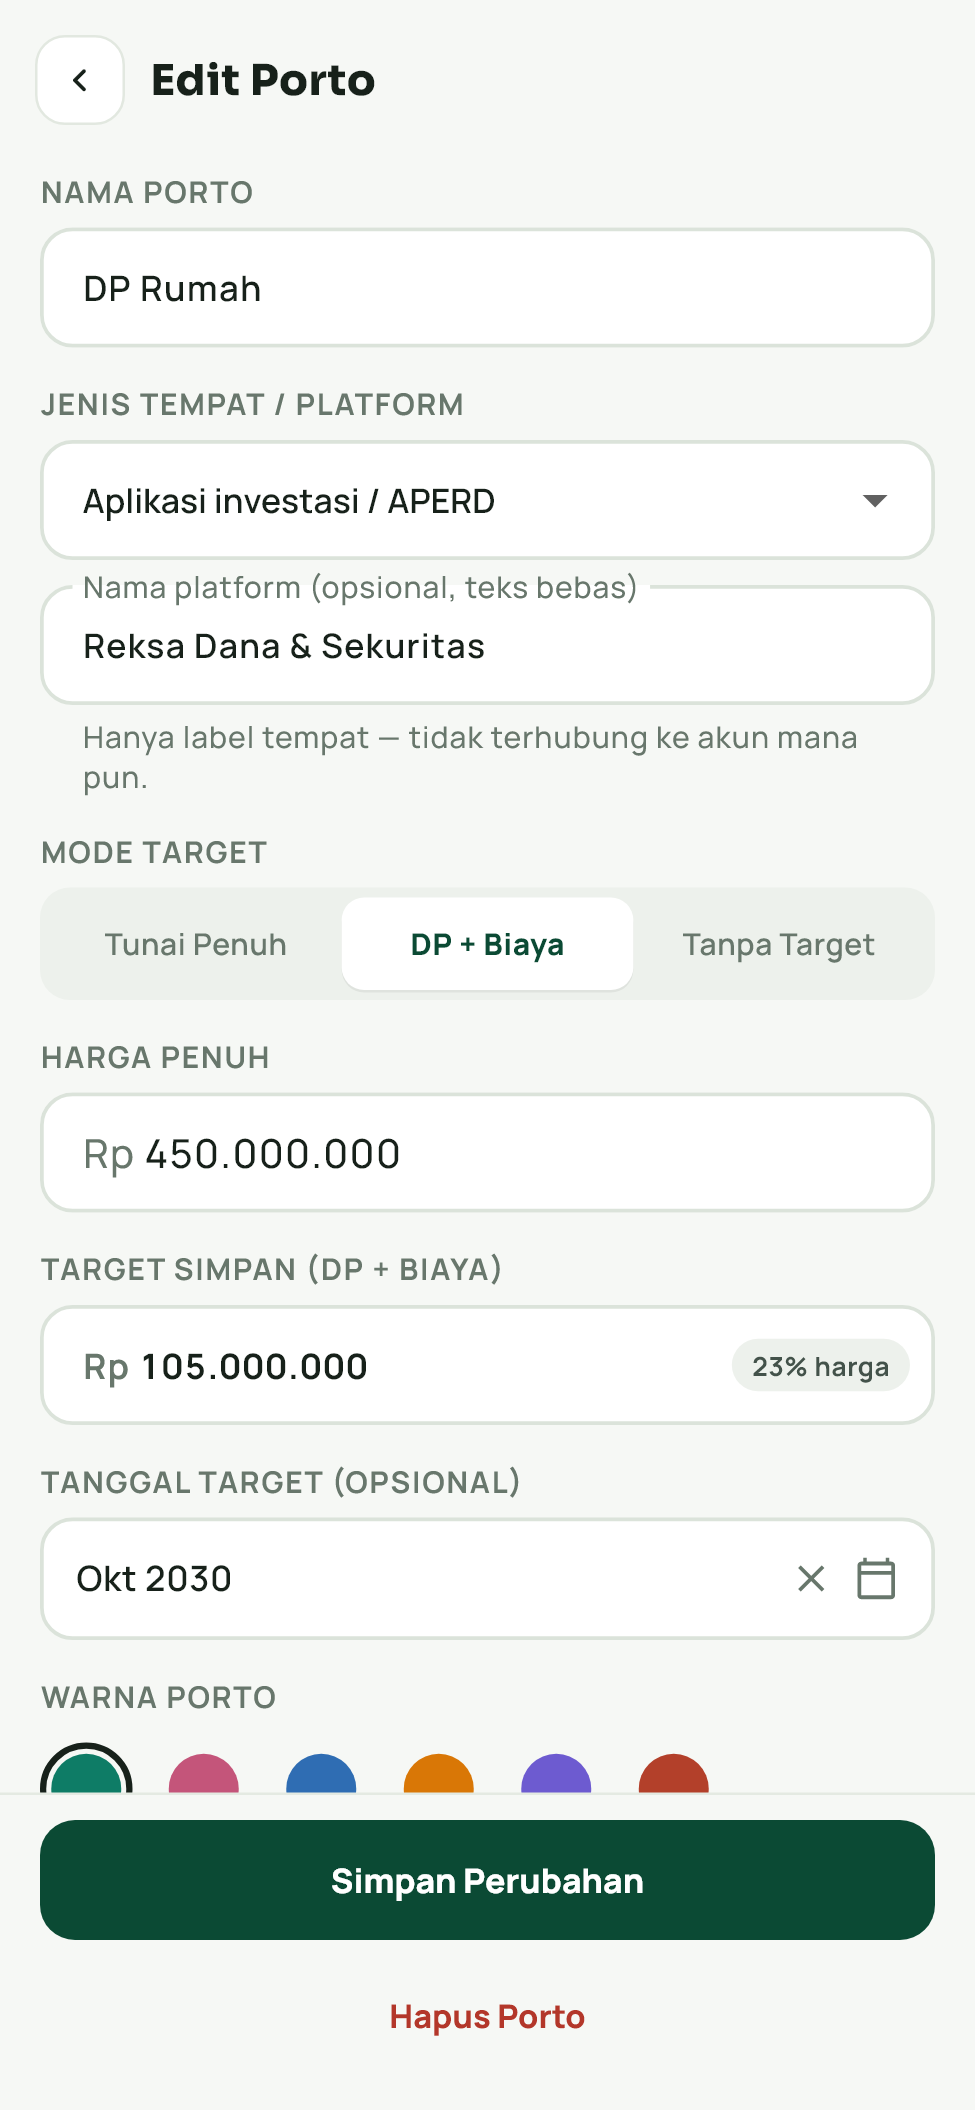 Edit Porto
NAMA PORTO
DP Rumah
JENIS TEMPAT / PLATFORM
Aplikasi investasi / APERD
Nama platform (opsional, teks bebas)
Reksa Dana & Sekuritas
Hanya label tempat — tidak terhubung ke akun mana
pun.
MODE TARGET
Tunai Penuh
DP + Biaya
Tanpa Target
HARGA PENUH
Rp 450.000.000
TARGET SIMPAN (DP + BIAYA)
Rp 105.000.000
23% harga
TANGGAL TARGET (OPSIONAL)
Okt 2030
WARNA PORTO
Simpan Perubahan
Hapus Porto